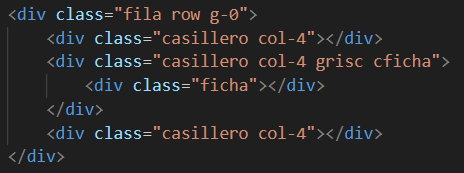 <div class="fila row g-0">
    <div class="casillero col-4"></div>
    <div class="casillero col-4 grisc cficha">
        <div class="ficha"></div>
    </div>
    <div class="casillero col-4"></div>
</div>